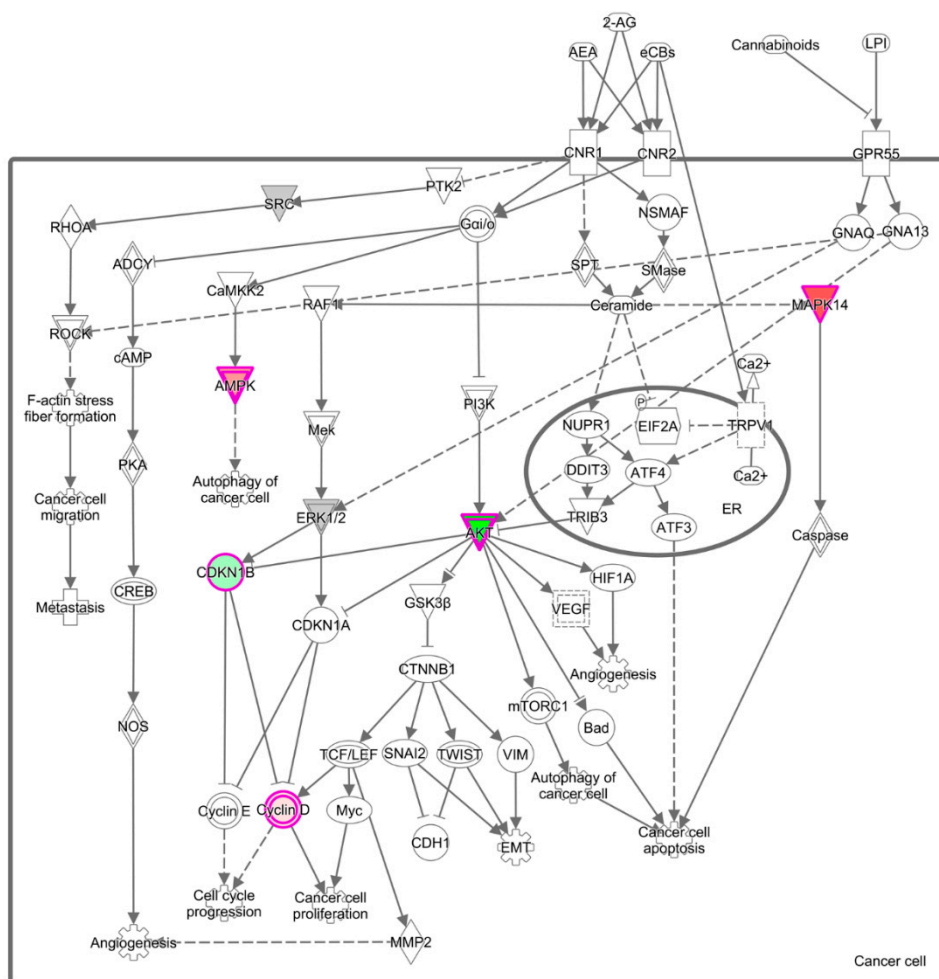 2-AG
AEA
eCBs
Cannabinoids
LPI
CNR1
CNR2
GPR55
PTK2
SRC
RHOA
Gαi/o
NSMAF
GNAQ
GNA13
ADCY
SPT
SMase
CaMKK2
RAF1
Ceramide
MAPK14
ROCK
cAMP
AMPK
Ca2+
F-actin stress
fiber formation
PI3K
P
NUPR1
EIF2A
TRPV1
Mek
PKA
Autophagy of
cancer cell
DDIT3
ATF4
Ca2+
Cancer cell
migration
ERK1/2
AKT
TRIB3
ATF3
ER
Caspase
CDKN1B
HIF1A
Metastasis
CREB
CDKN1A
GSK3β
VEGF
CTNNB1
Angiogenesis
mTORC1
Bad
NOS
TCF/LEF
SNAI2
TWIST
VIM
Autophagy of
cancer cell
Cyclin E
Cyclin D
Myc
CDH1
EMT
Cancer cell
apoptosis
Cell cycle
progression
Cancer cell
proliferation
Angiogenesis
MMP2
Cancer cell